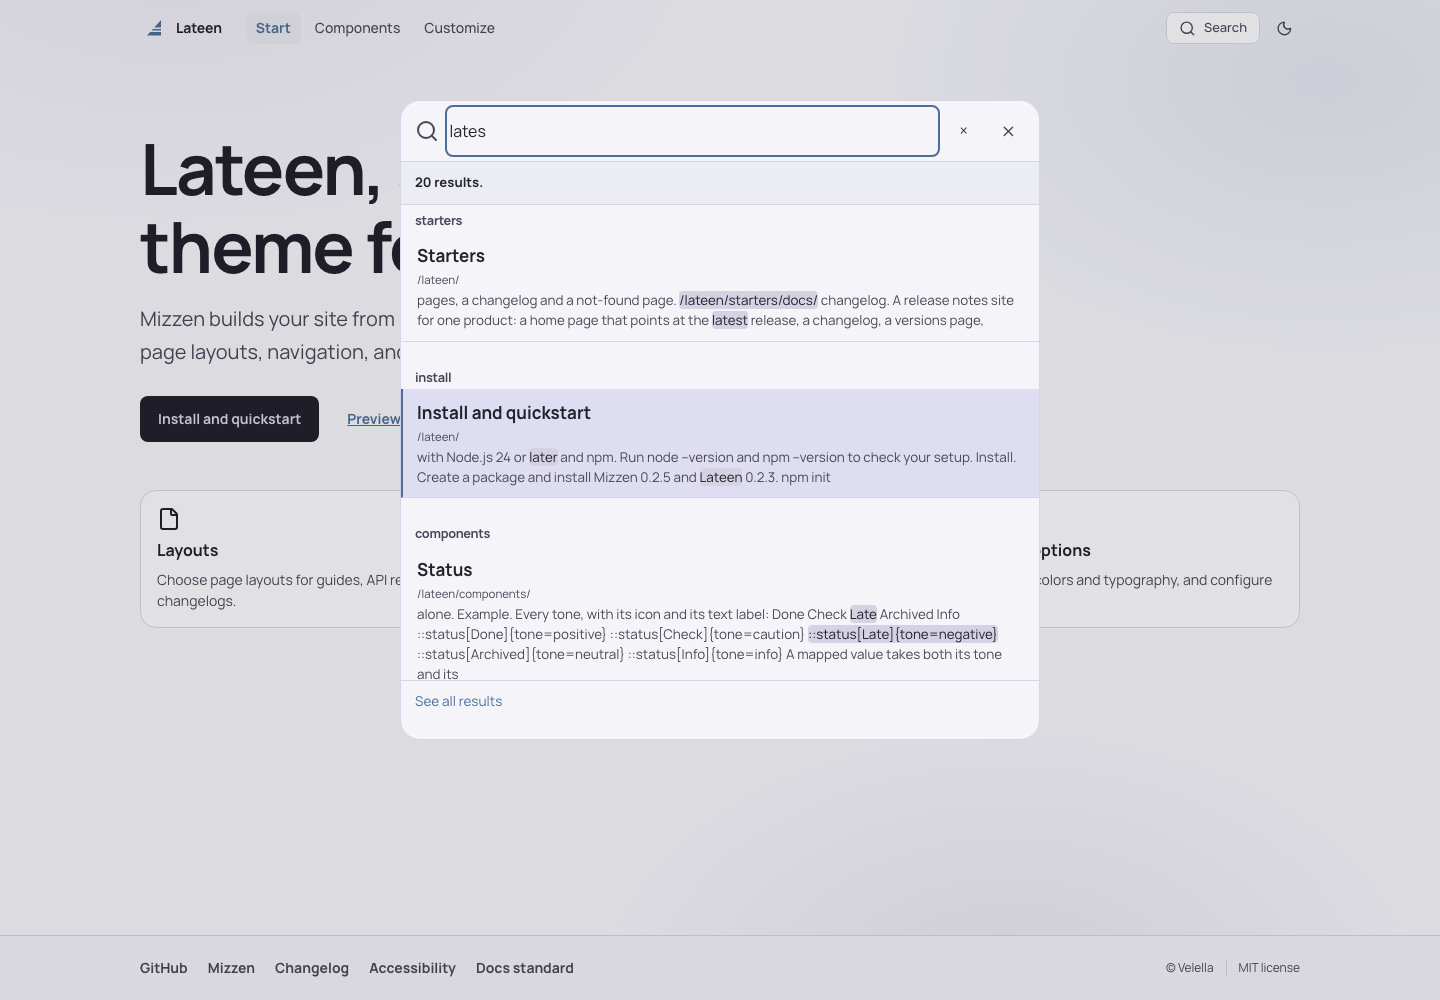 Lateen
Start
Components
Customize
Search
Lateen,
theme fo
Mizzen builds your site from
page layouts, navigation, and
Install and quickstart
Preview
Layouts
Choose page layouts for guides, API re
changelogs.
ptions
colors and typography, and configure
lates
20 results.
starters
Starters
/lateen/
pages, a changelog and a not-found page. /lateen/starters/docs/ changelog. A release notes site
for one product: a home page that points at the latest release, a changelog, a versions page,
install
Install and quickstart
/lateen/
with Node.js 24 or later and npm. Run node –version and npm –version to check your setup. Install.
Create a package and install Mizzen 0.2.5 and Lateen 0.2.3. npm init
components
Status
/lateen/components/
alone. Example. Every tone, with its icon and its text label: Done Check Late Archived Info
::status[Done]{tone=positive} ::status[Check]{tone=caution} ::status[Late]{tone=negative}
::status[Archived]{tone=neutral} ::status[Info]{tone=info} A mapped value takes both its tone
and its
See all results
GitHub
Mizzen
Changelog
Accessibility
Docs standard
© Velella
MIT license